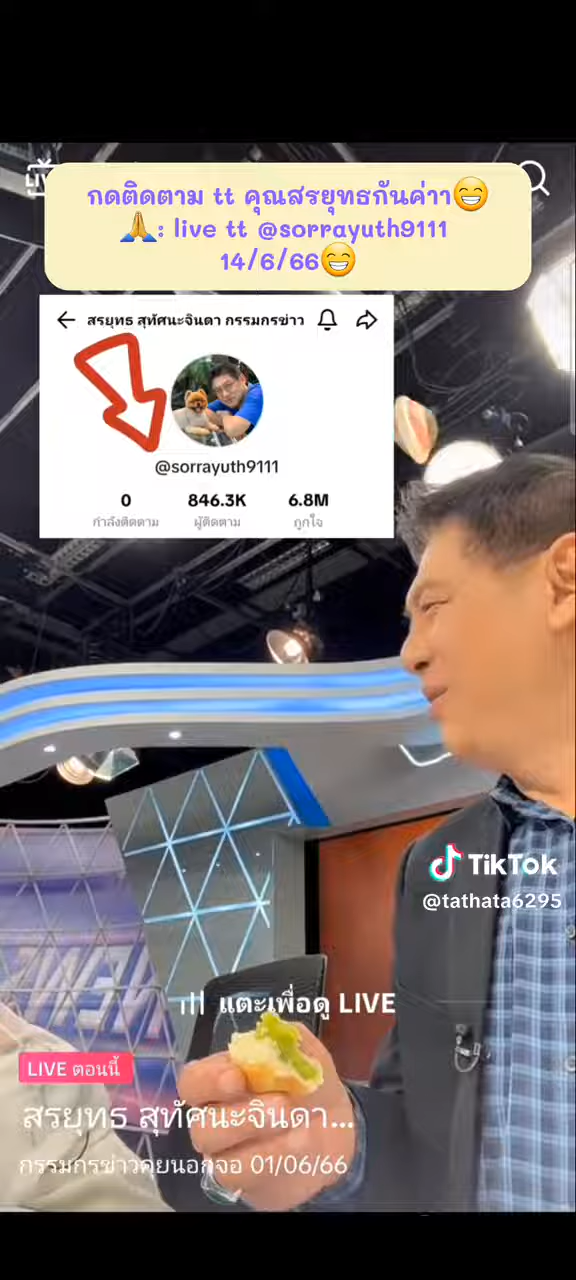 กดติดตาม tt คุณสรยุทธกันค่าา😁
🙏: live tt @sorrayuth9111
14/6/66😁
LIV
สรยุทธ สุทัศนะจินดา กรรมกรข่าว
@sorrayuth9111
0 846.3K 6.8M
กำลังติดตาม ผู้ติดตาม ถูกใจ
TikTok
@tathata6295
แตะเพื่อดู LIVE
LIVE ตอนนี้
สรยุทธ สุทัศนะจินดา...
กรรมกรข่าวคุยนอกจอ 01/06/66